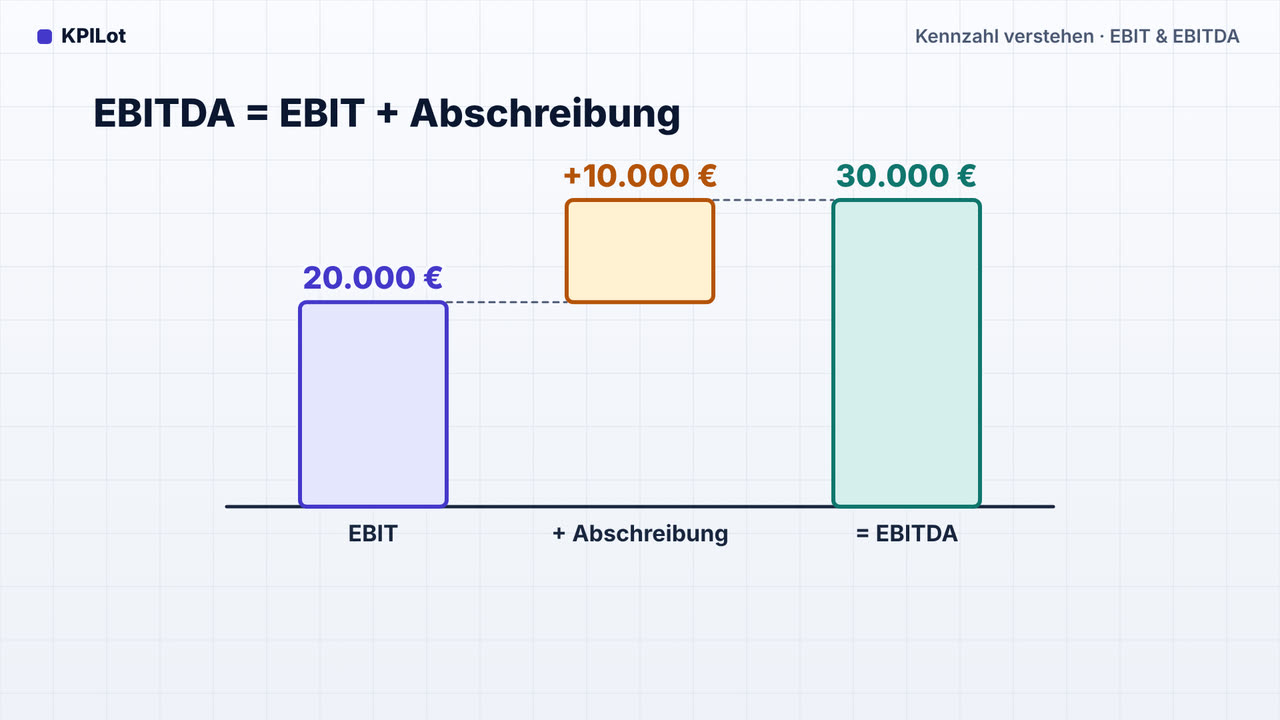 KPILot
Kennzahl verstehen · EBIT & EBITDA
EBITDA = EBIT + Abschreibung
+10.000 €
30.000 €
20.000 €
EBIT
+ Abschreibung
= EBITDA